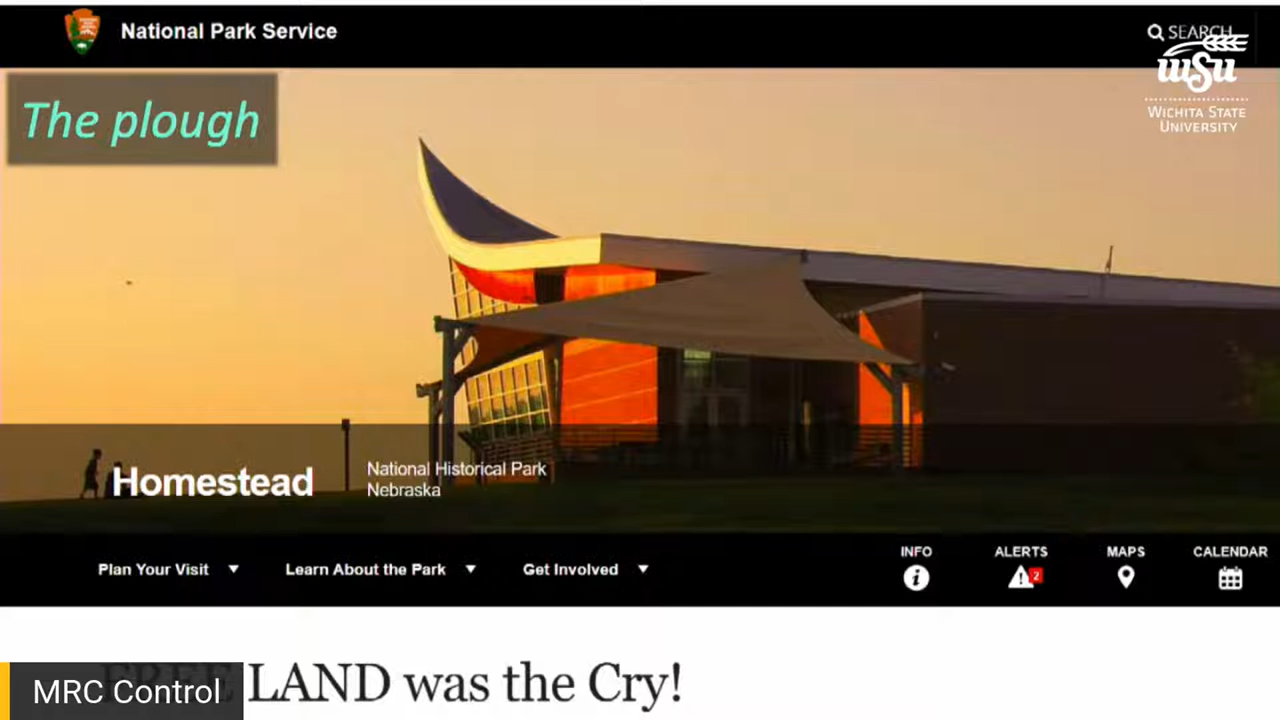 National Park Service
SEARCH
WSU
WICHITA STATE
UNIVERSITY
The plough
Homestead
National Historical Park
Nebraska
Plan Your Visit
Learn About the Park
Get Involved
INFO
ALERTS
2
MAPS
CALENDAR
FREE LAND was the Cry!
MRC Control